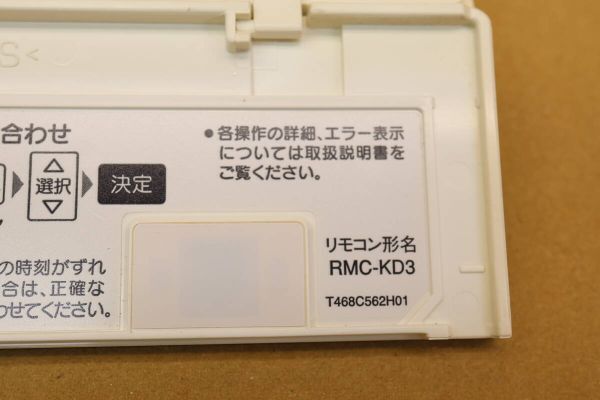 S<
合わせ
選択
決定
の時刻がずれ
合は、正確な
わせてください。
●各操作の詳細、エラー表示
については取扱説明書を
ご覧ください。
リモコン形名
RMC-KD3
T468C562H01